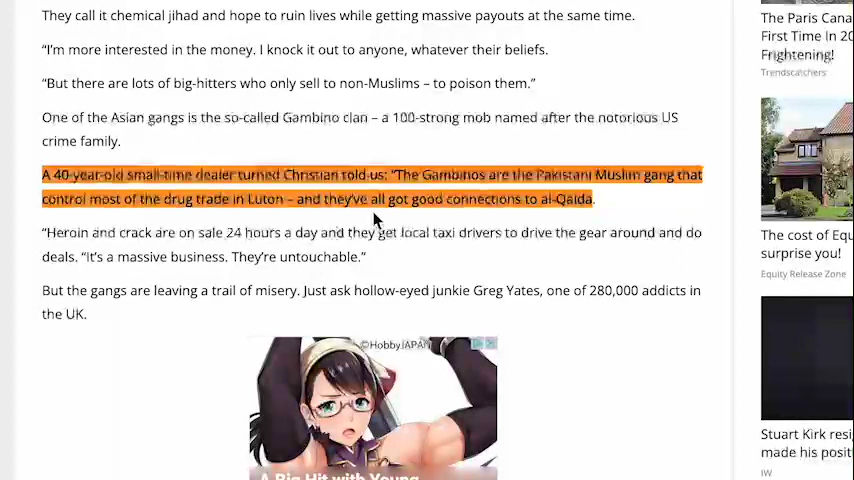 They call it chemical jihad and hope to ruin lives while getting massive payouts at the same time.
“I’m more interested in the money. I knock it out to anyone, whatever their beliefs.
“But there are lots of big-hitters who only sell to non-Muslims – to poison them.”
One of the Asian gangs is the so-called Gambino clan – a 100-strong mob named after the notorious US
crime family.
A 40-year-old small-time dealer turned Christian told us: “The Gambinos are the Pakistani Muslim gang that
control most of the drug trade in Luton – and they’ve all got good connections to al-Qaida.
“Heroin and crack are on sale 24 hours a day and they get local taxi drivers to drive the gear around and do
deals. “It’s a massive business. They’re untouchable.”
But the gangs are leaving a trail of misery. Just ask hollow-eyed junkie Greg Yates, one of 280,000 addicts in
the UK.
©HobbyJAPAN
A Big Hit with Young
The Paris Cana
First Time In 20
Frightening!
Trendscatchers
The cost of Equ
surprise you!
Equity Release Zone
Stuart Kirk resi
made his posit
IW